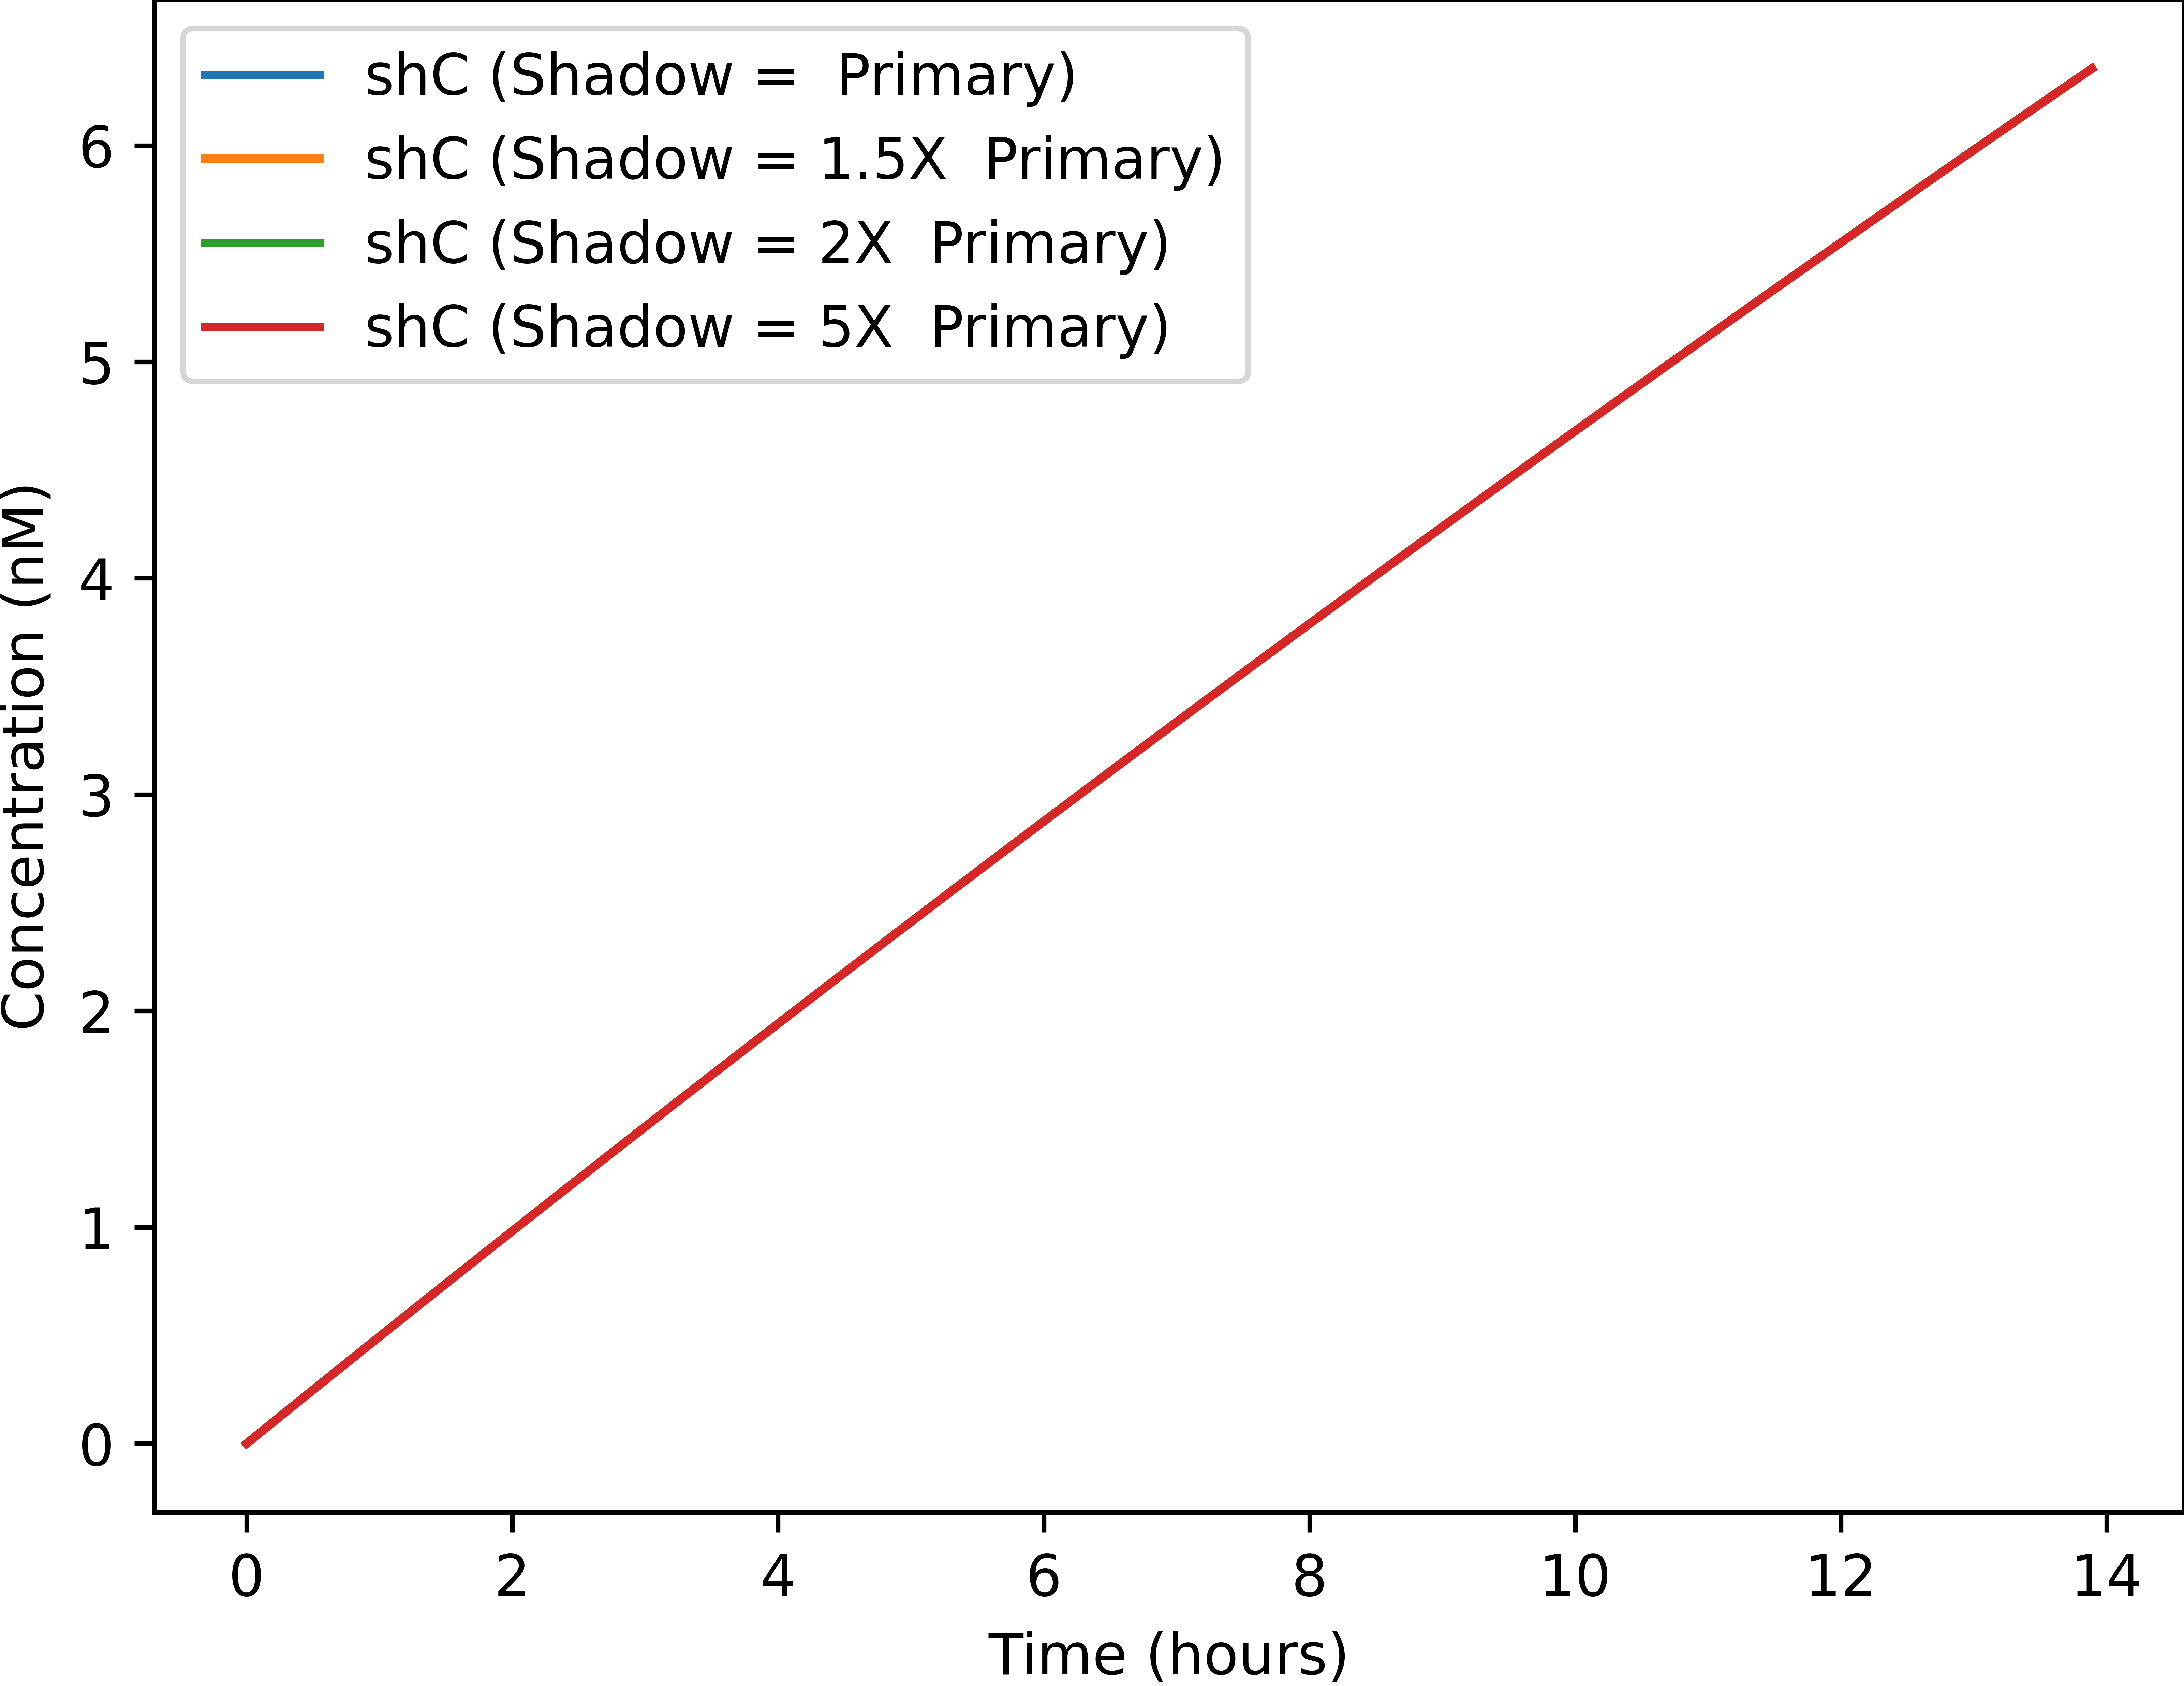 shC (Shadow =  Primary)
shC (Shadow = 1.5X  Primary)
shC (Shadow = 2X  Primary)
shC (Shadow = 5X  Primary)
Concentration (nM)
6
5
4
3
2
1
0
0 2 4 6 8 10 12 14
Time (hours)